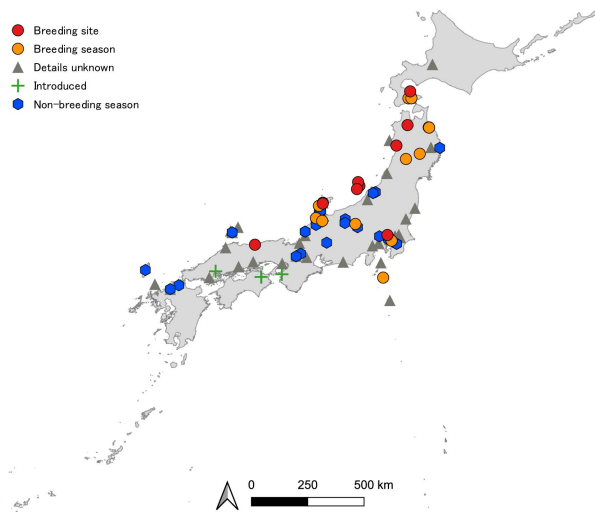 Breeding site
Breeding season
Details unknown
Introduced
Non-breeding season
0 250 500 km